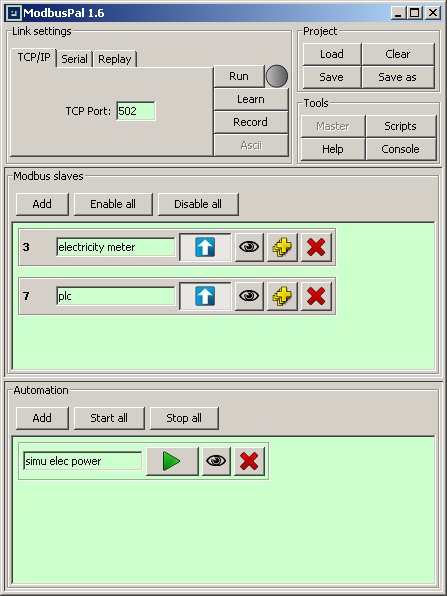 ModbusPal 1.6
Link settings
TCP/IP Serial Replay
TCP Port: 502
Run
Learn
Record
Ascii
Project
Load Clear
Save Save as
Tools
Master Scripts
Help Console
Modbus slaves
Add Enable all Disable all
3 electricity meter
7 plc
Automation
Add Start all Stop all
simu elec power